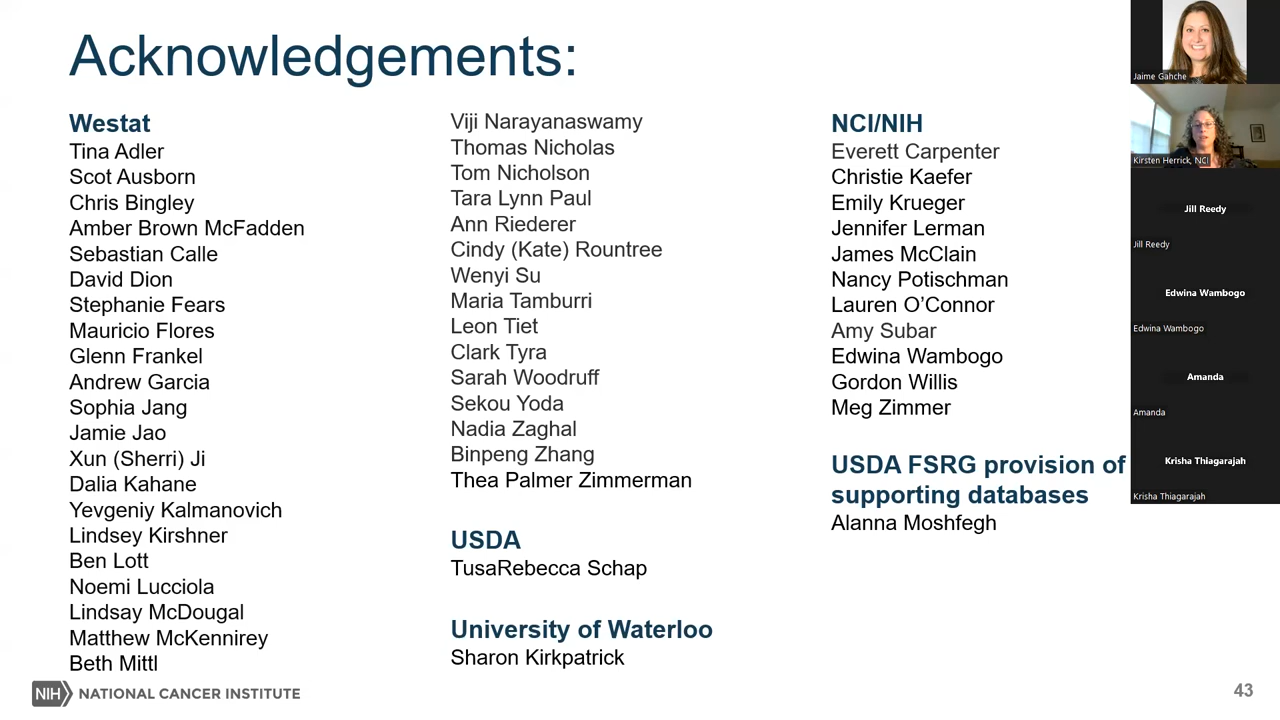 Acknowledgements:
Westat
Tina Adler
Scot Ausborn
Chris Bingley
Amber Brown McFadden
Sebastian Calle
David Dion
Stephanie Fears
Mauricio Flores
Glenn Frankel
Andrew Garcia
Sophia Jang
Jamie Jao
Xun (Sherri) Ji
Dalia Kahane
Yevgeniy Kalmanovich
Lindsey Kirshner
Ben Lott
Noemi Lucciola
Lindsay McDougal
Matthew McKennirey
Beth Mittl
Viji Narayanaswamy
Thomas Nicholas
Tom Nicholson
Tara Lynn Paul
Ann Riederer
Cindy (Kate) Rountree
Wenyi Su
Maria Tamburri
Leon Tiet
Clark Tyra
Sarah Woodruff
Sekou Yoda
Nadia Zaghal
Binpeng Zhang
Thea Palmer Zimmerman
USDA
TusaRebecca Schap
University of Waterloo
Sharon Kirkpatrick
NCI/NIH
Everett Carpenter
Christie Kaefer
Emily Krueger
Jennifer Lerman
James McClain
Nancy Potischman
Lauren O’Connor
Amy Subar
Edwina Wambogo
Gordon Willis
Meg Zimmer
USDA FSRG provision of
supporting databases
Alanna Moshfegh
NIH NATIONAL CANCER INSTITUTE
43
Jaime Gahche
Kirsten Herrick, NCI
Jill Reedy
Jill Reedy
Edwina Wambogo
Edwina Wambogo
Amanda
Amanda
Krisha Thiagarajah
Krisha Thiagarajah